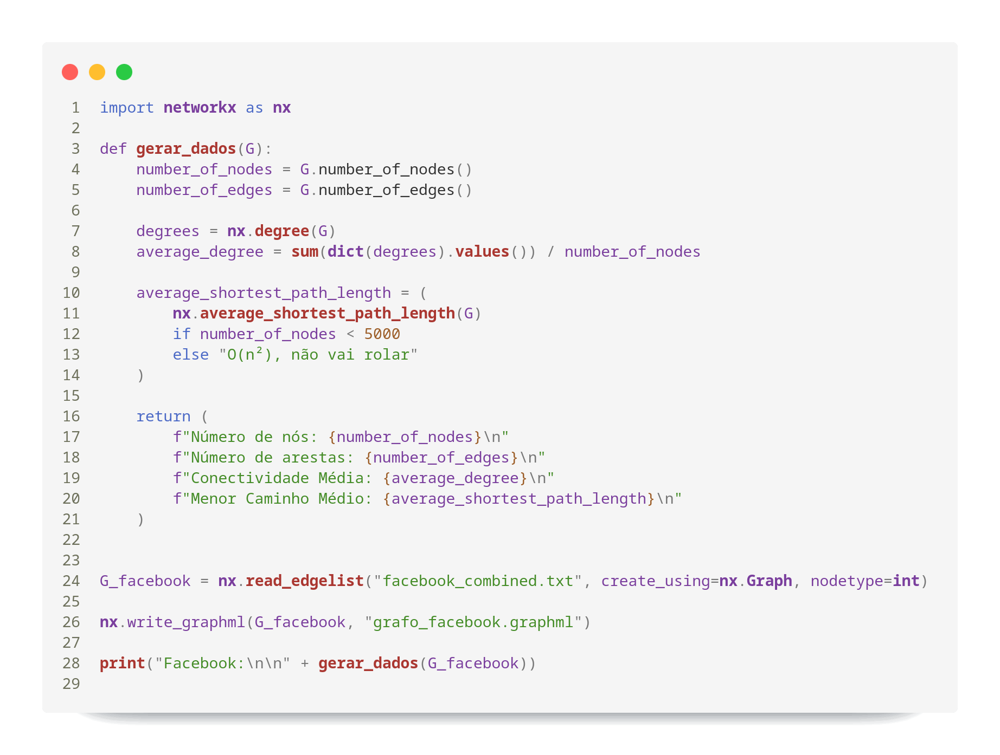 1 import networkx as nx
2
3 def gerar_dados(G):
4     number_of_nodes = G.number_of_nodes()
5     number_of_edges = G.number_of_edges()
6
7     degrees = nx.degree(G)
8     average_degree = sum(dict(degrees).values()) / number_of_nodes
9
10     average_shortest_path_length = (
11         nx.average_shortest_path_length(G)
12         if number_of_nodes < 5000
13         else "O(n²), não vai rolar"
14     )
15
16     return (
17         f"Número de nós: {number_of_nodes}\n"
18         f"Número de arestas: {number_of_edges}\n"
19         f"Conectividade Média: {average_degree}\n"
20         f"Menor Caminho Médio: {average_shortest_path_length}\n"
21     )
22
23
24 G_facebook = nx.read_edgelist("facebook_combined.txt", create_using=nx.Graph, nodetype=int)
25
26 nx.write_graphml(G_facebook, "grafo_facebook.graphml")
27
28 print("Facebook:\n\n" + gerar_dados(G_facebook))
29